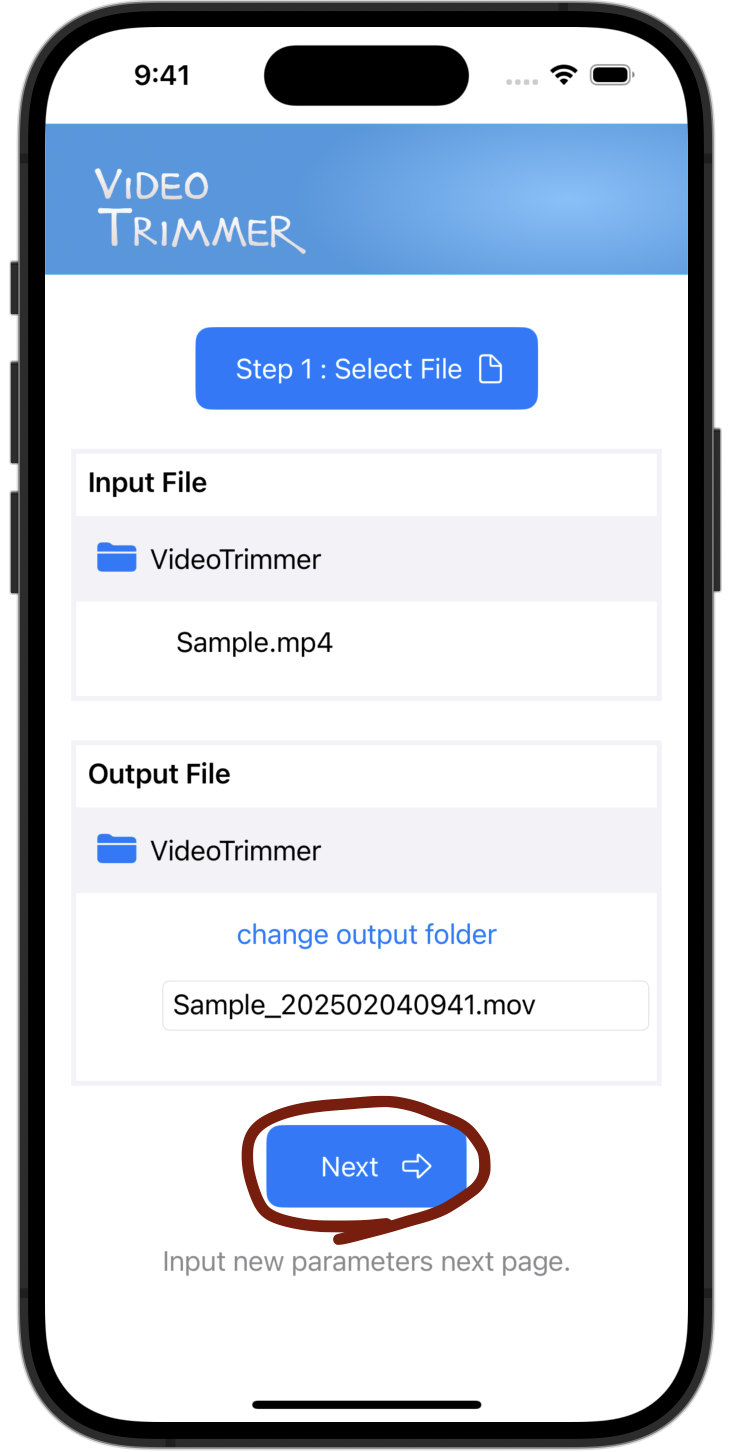 9:41
VIDEO
TRIMMER
Step 1 : Select File
Input File
VideoTrimmer
Sample.mp4
Output File
VideoTrimmer
change output folder
Sample_202502040941.mov
Next
Input new parameters next page.